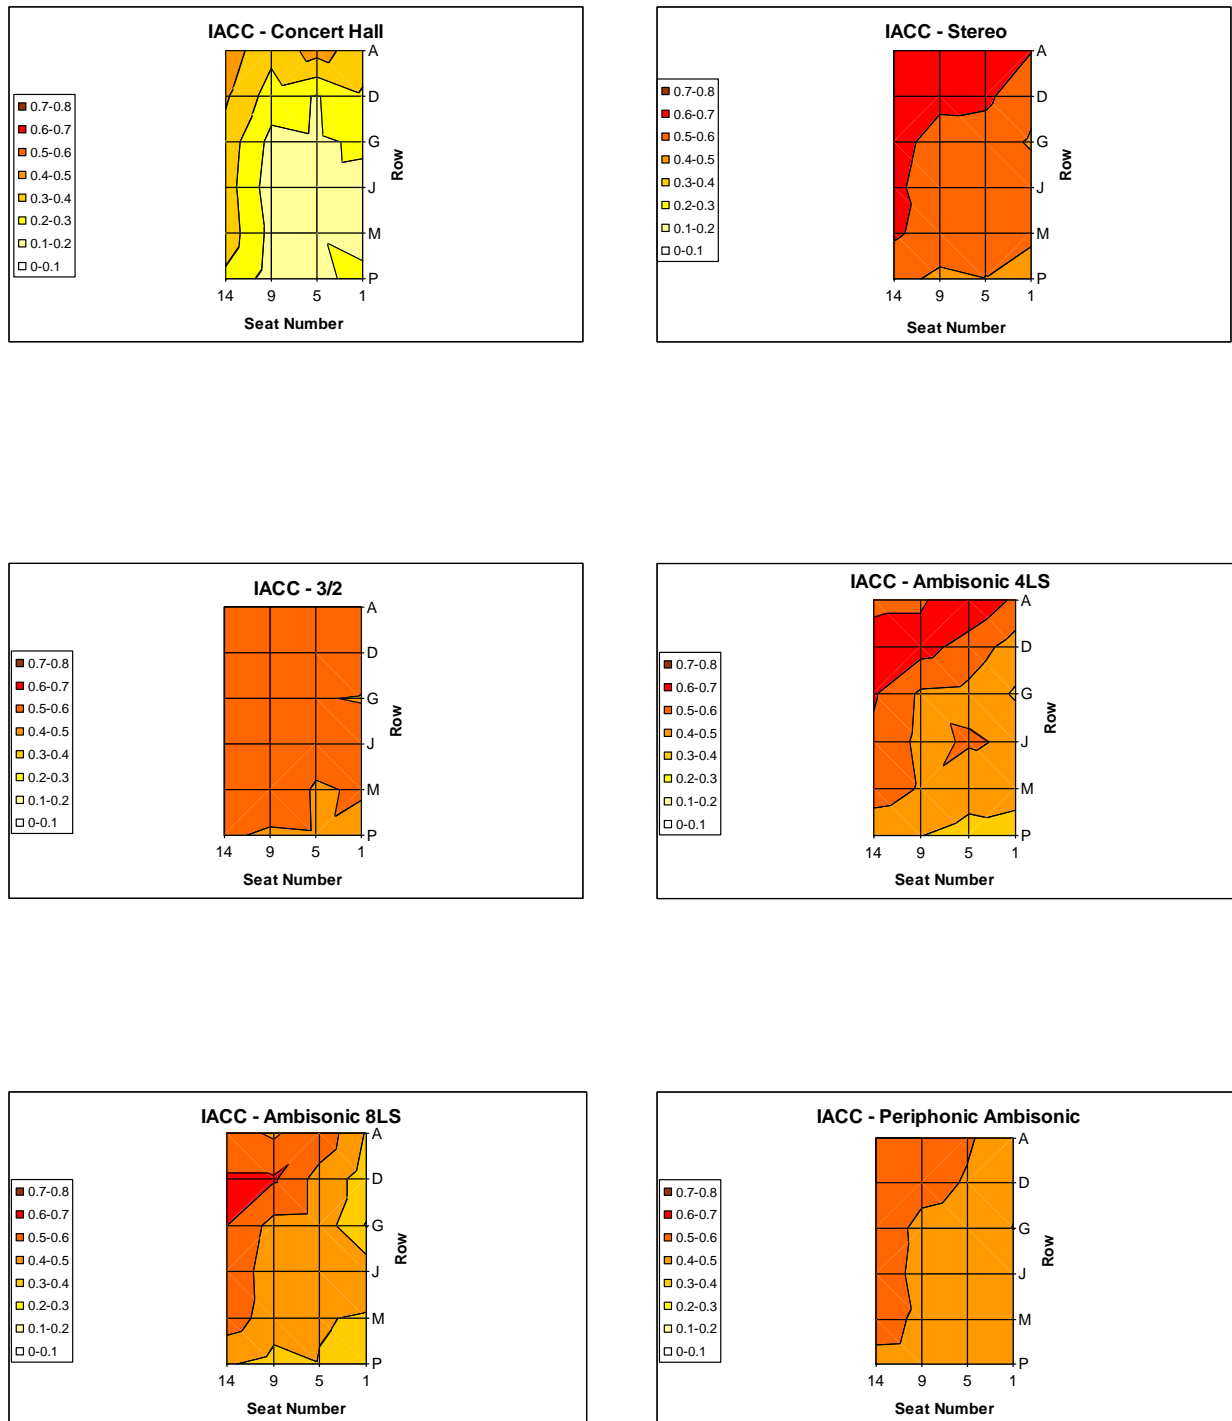 IACC - Concert Hall
0.7-0.8
0.6-0.7
0.5-0.6
0.4-0.5
0.3-0.4
0.2-0.3
0.1-0.2
0-0.1
A
D
G
J
M
P
Row
14 9 5 1
Seat Number
IACC - Stereo
0.7-0.8
0.6-0.7
0.5-0.6
0.4-0.5
0.3-0.4
0.2-0.3
0.1-0.2
0-0.1
A
D
G
J
M
P
Row
14 9 5 1
Seat Number
IACC - 3/2
0.7-0.8
0.6-0.7
0.5-0.6
0.4-0.5
0.3-0.4
0.2-0.3
0.1-0.2
0-0.1
A
D
G
J
M
P
Row
14 9 5 1
Seat Number
IACC - Ambisonic 4LS
0.7-0.8
0.6-0.7
0.5-0.6
0.4-0.5
0.3-0.4
0.2-0.3
0.1-0.2
0-0.1
A
D
G
J
M
P
Row
14 9 5 1
Seat Number
IACC - Ambisonic 8LS
0.7-0.8
0.6-0.7
0.5-0.6
0.4-0.5
0.3-0.4
0.2-0.3
0.1-0.2
0-0.1
A
D
G
J
M
P
Row
14 9 5 1
Seat Number
IACC - Periphonic Ambisonic
0.7-0.8
0.6-0.7
0.5-0.6
0.4-0.5
0.3-0.4
0.2-0.3
0.1-0.2
0-0.1
A
D
G
J
M
P
Row
14 9 5 1
Seat Number